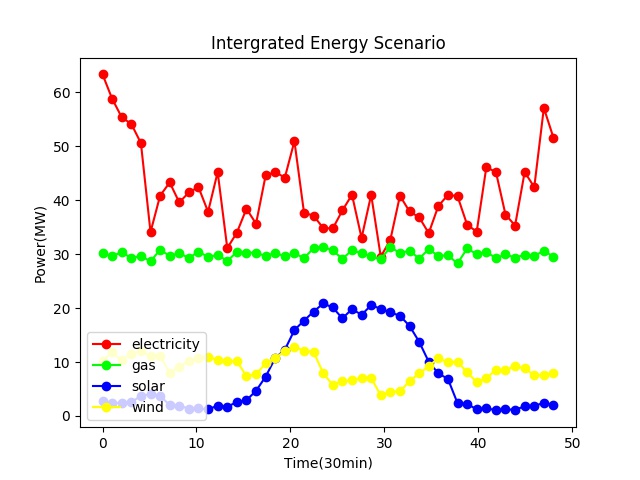 Intergrated Energy Scenario
Power(MW)
60
50
40
30
20
10
0
electricity
gas
solar
wind
0 10 20 30 40 50
Time(30min)